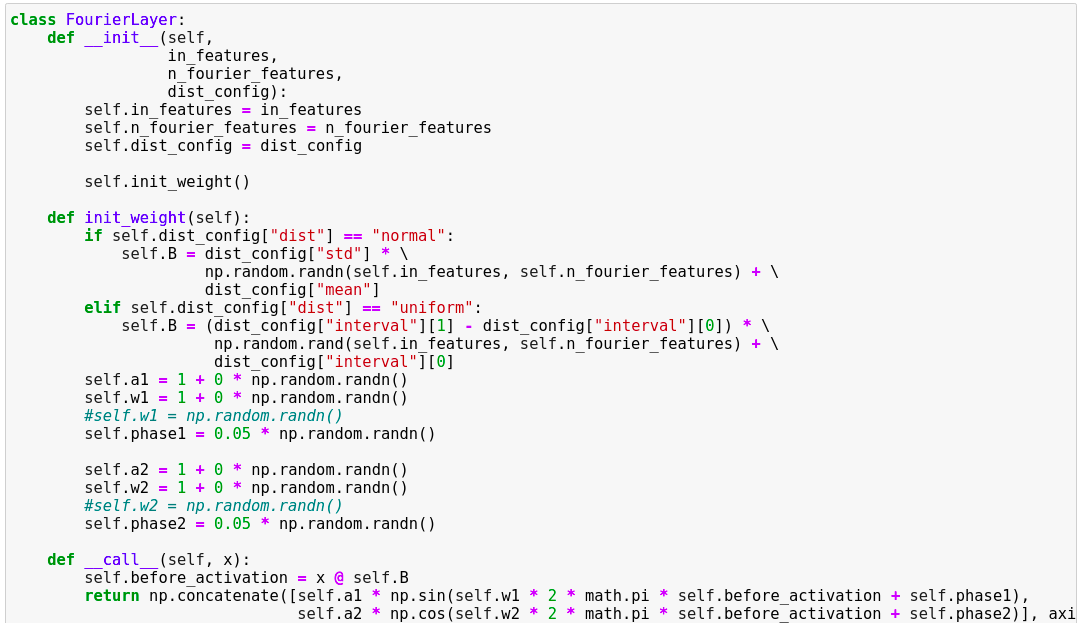 class FourierLayer:
    def __init__(self,
                 in_features,
                 n_fourier_features,
                 dist_config):
        self.in_features = in_features
        self.n_fourier_features = n_fourier_features
        self.dist_config = dist_config

        self.init_weight()

    def init_weight(self):
        if self.dist_config["dist"] == "normal":
            self.B = dist_config["std"] * \
                     np.random.randn(self.in_features, self.n_fourier_features) + \
                     dist_config["mean"]
        elif self.dist_config["dist"] == "uniform":
            self.B = (dist_config["interval"][1] - dist_config["interval"][0]) * \
                      np.random.rand(self.in_features, self.n_fourier_features) + \
                      dist_config["interval"][0]
        self.a1 = 1 + 0 * np.random.randn()
        self.w1 = 1 + 0 * np.random.randn()
        #self.w1 = np.random.randn()
        self.phase1 = 0.05 * np.random.randn()

        self.a2 = 1 + 0 * np.random.randn()
        self.w2 = 1 + 0 * np.random.randn()
        #self.w2 = np.random.randn()
        self.phase2 = 0.05 * np.random.randn()

    def __call__(self, x):
        self.before_activation = x @ self.B
        return np.concatenate([self.a1 * np.sin(self.w1 * 2 * math.pi * self.before_activation + self.phase1),
                               self.a2 * np.cos(self.w2 * 2 * math.pi * self.before_activation + self.phase2)], axi